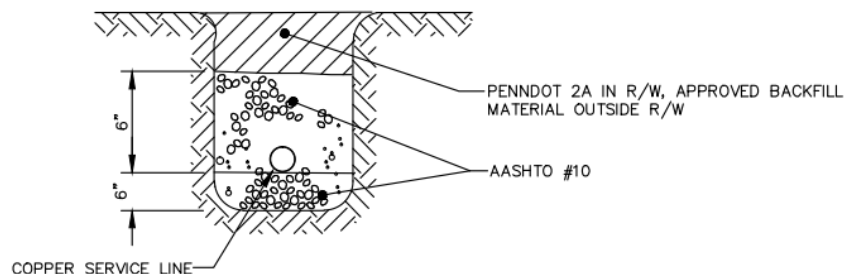 PENNDOT 2A IN R/W, APPROVED BACKFILL
MATERIAL OUTSIDE R/W
6"
AASHTO #10
6"
COPPER SERVICE LINE